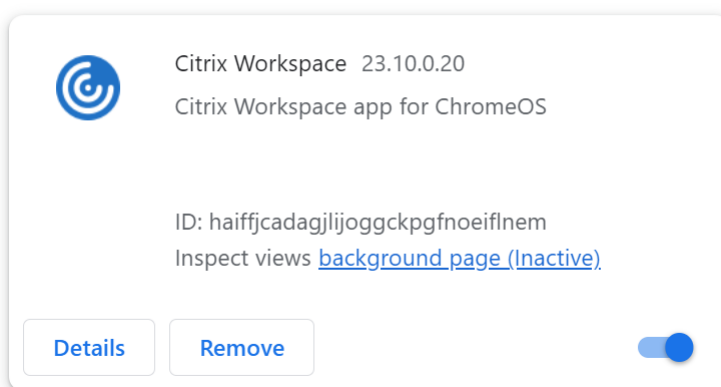 Citrix Workspace 23.10.0.20
Citrix Workspace app for ChromeOS
ID: haiffjcadagjlijoggckpgfnoeiflnem
Inspect views background page (Inactive)
Details Remove